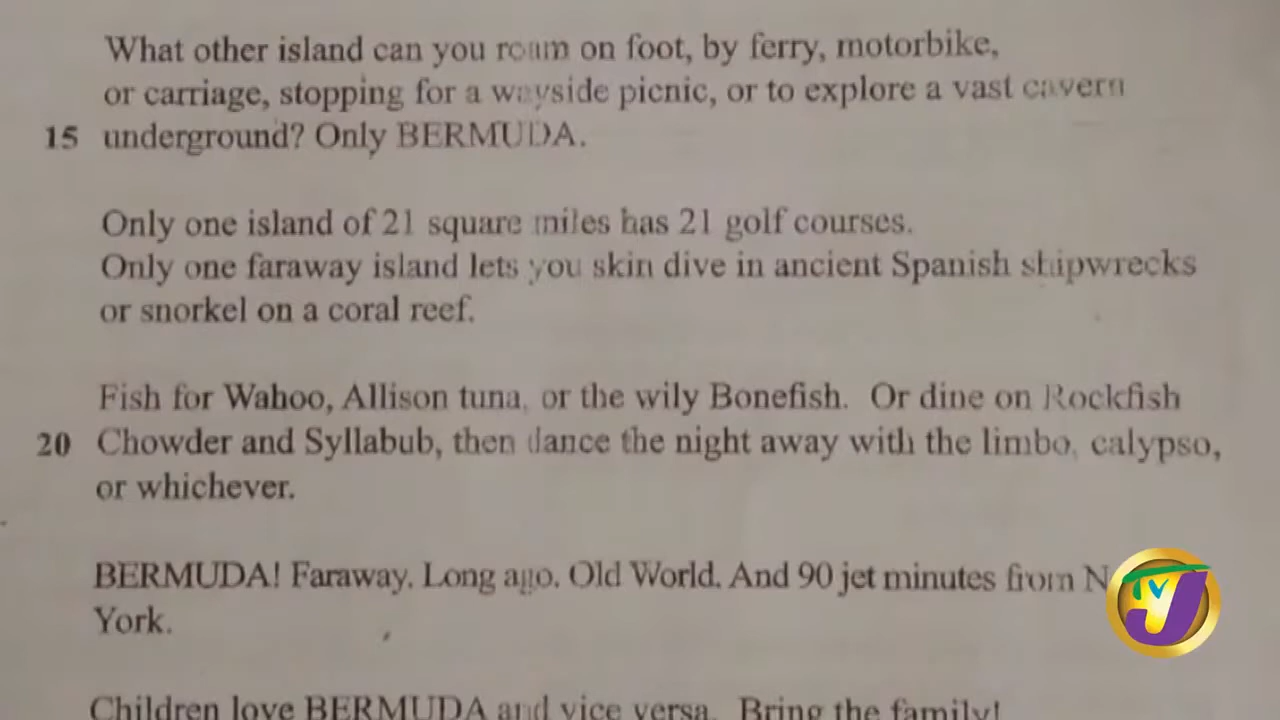 What other island can you roam on foot, by ferry, motorbike,
or carriage, stopping for a wayside picnic, or to explore a vast cavern
15 underground? Only BERMUDA.
Only one island of 21 square miles has 21 golf courses.
Only one faraway island lets you skin dive in ancient Spanish shipwrecks
or snorkel on a coral reef.
Fish for Wahoo, Allison tuna, or the wily Bonefish. Or dine on Rockfish
20 Chowder and Syllabub, then dance the night away with the limbo, calypso,
or whichever.
BERMUDA! Faraway. Long ago. Old World. And 90 jet minutes from N
York.
Children love BERMUDA and vice versa. Bring the family!
TVJ